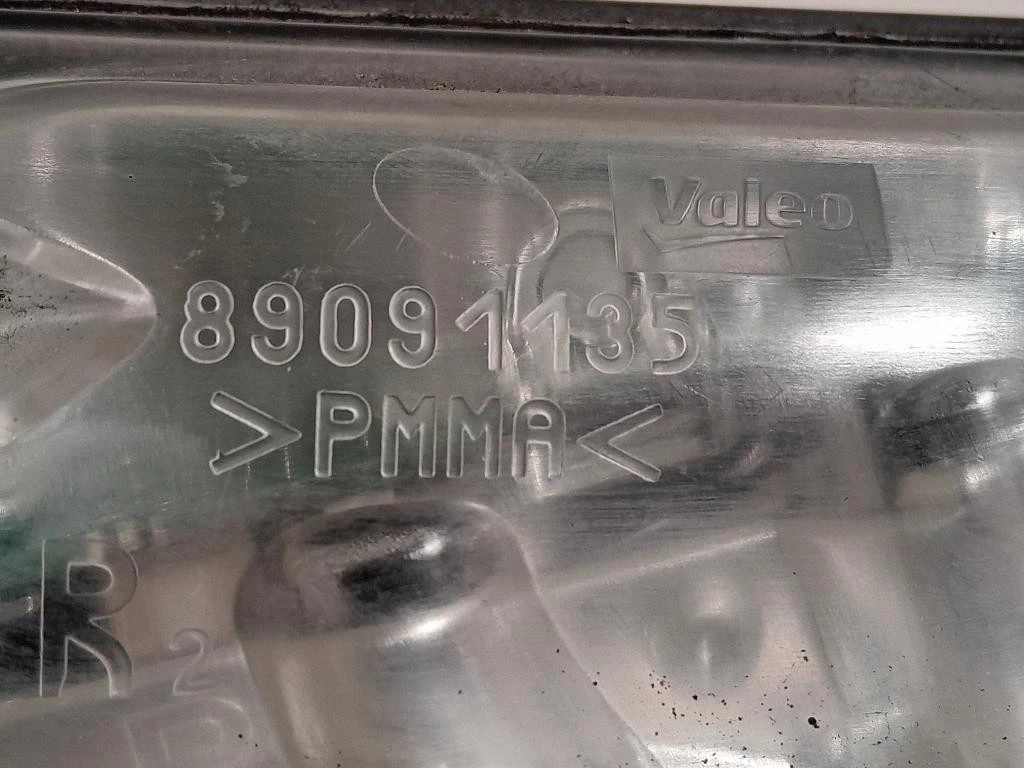 Valeo
89091135
>PMMA<
R
2